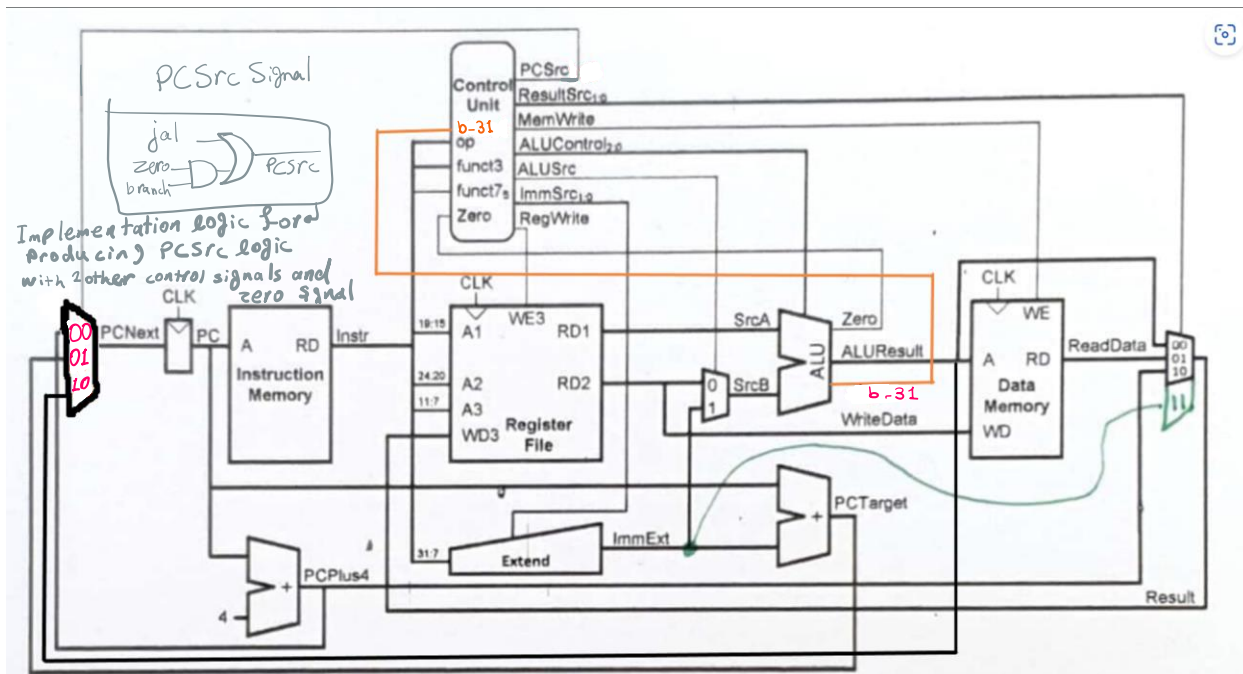 PCSrc Signal
jal
zero
branch
PCSrc
Implementation logic for
producing PCSrc logic
with 2 other control signals and
zero signal
Control
Unit
b-31
op
funct3
funct7₅
Zero
PCSrc
ResultSrc₁:₀
MemWrite
ALUControl₂:₀
ALUSrc
ImmSrc₁:₀
RegWrite
00
01
10
PCNext
CLK
PC
A
RD
Instruction
Memory
Instr
19:15
24:20
11:7
31:7
CLK
A1
WE3
RD1
A2
RD2
A3
WD3
Register
File
0
1
SrcA
SrcB
ALU
Zero
ALUResult
b-31
WriteData
CLK
WE
A
RD
Data
Memory
WD
ReadData
00
01
10
11
ImmExt
Extend
+
PCTarget
4
+
PCPlus4
Result